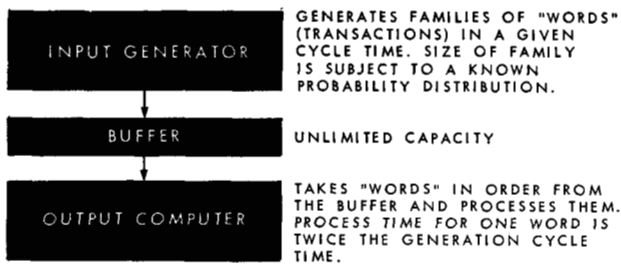 INPUT GENERATOR
GENERATES FAMILIES OF "WORDS"
(TRANSACTIONS) IN A GIVEN
CYCLE TIME. SIZE OF FAMILY
IS SUBJECT TO A KNOWN
PROBABILITY DISTRIBUTION.
BUFFER
UNLIMITED CAPACITY
OUTPUT COMPUTER
TAKES "WORDS" IN ORDER FROM
THE BUFFER AND PROCESSES THEM.
PROCESS TIME FOR ONE WORD IS
TWICE THE GENERATION CYCLE
TIME.